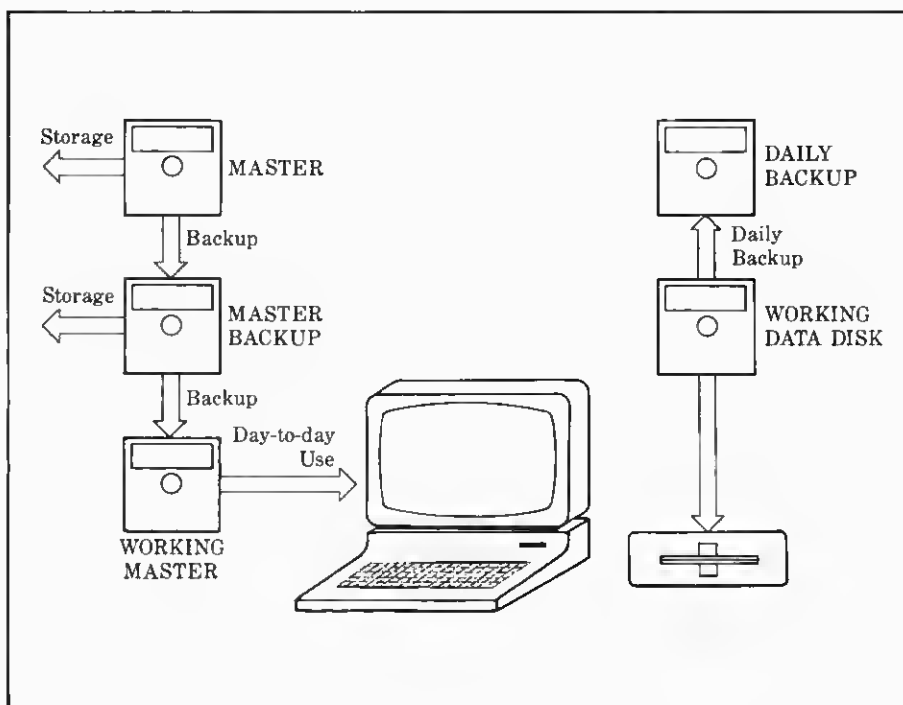 Storage
MASTER
Backup
Storage
MASTER
BACKUP
Backup
Day-to-day
Use
WORKING
MASTER
DAILY
BACKUP
Daily
Backup
WORKING
DATA DISK